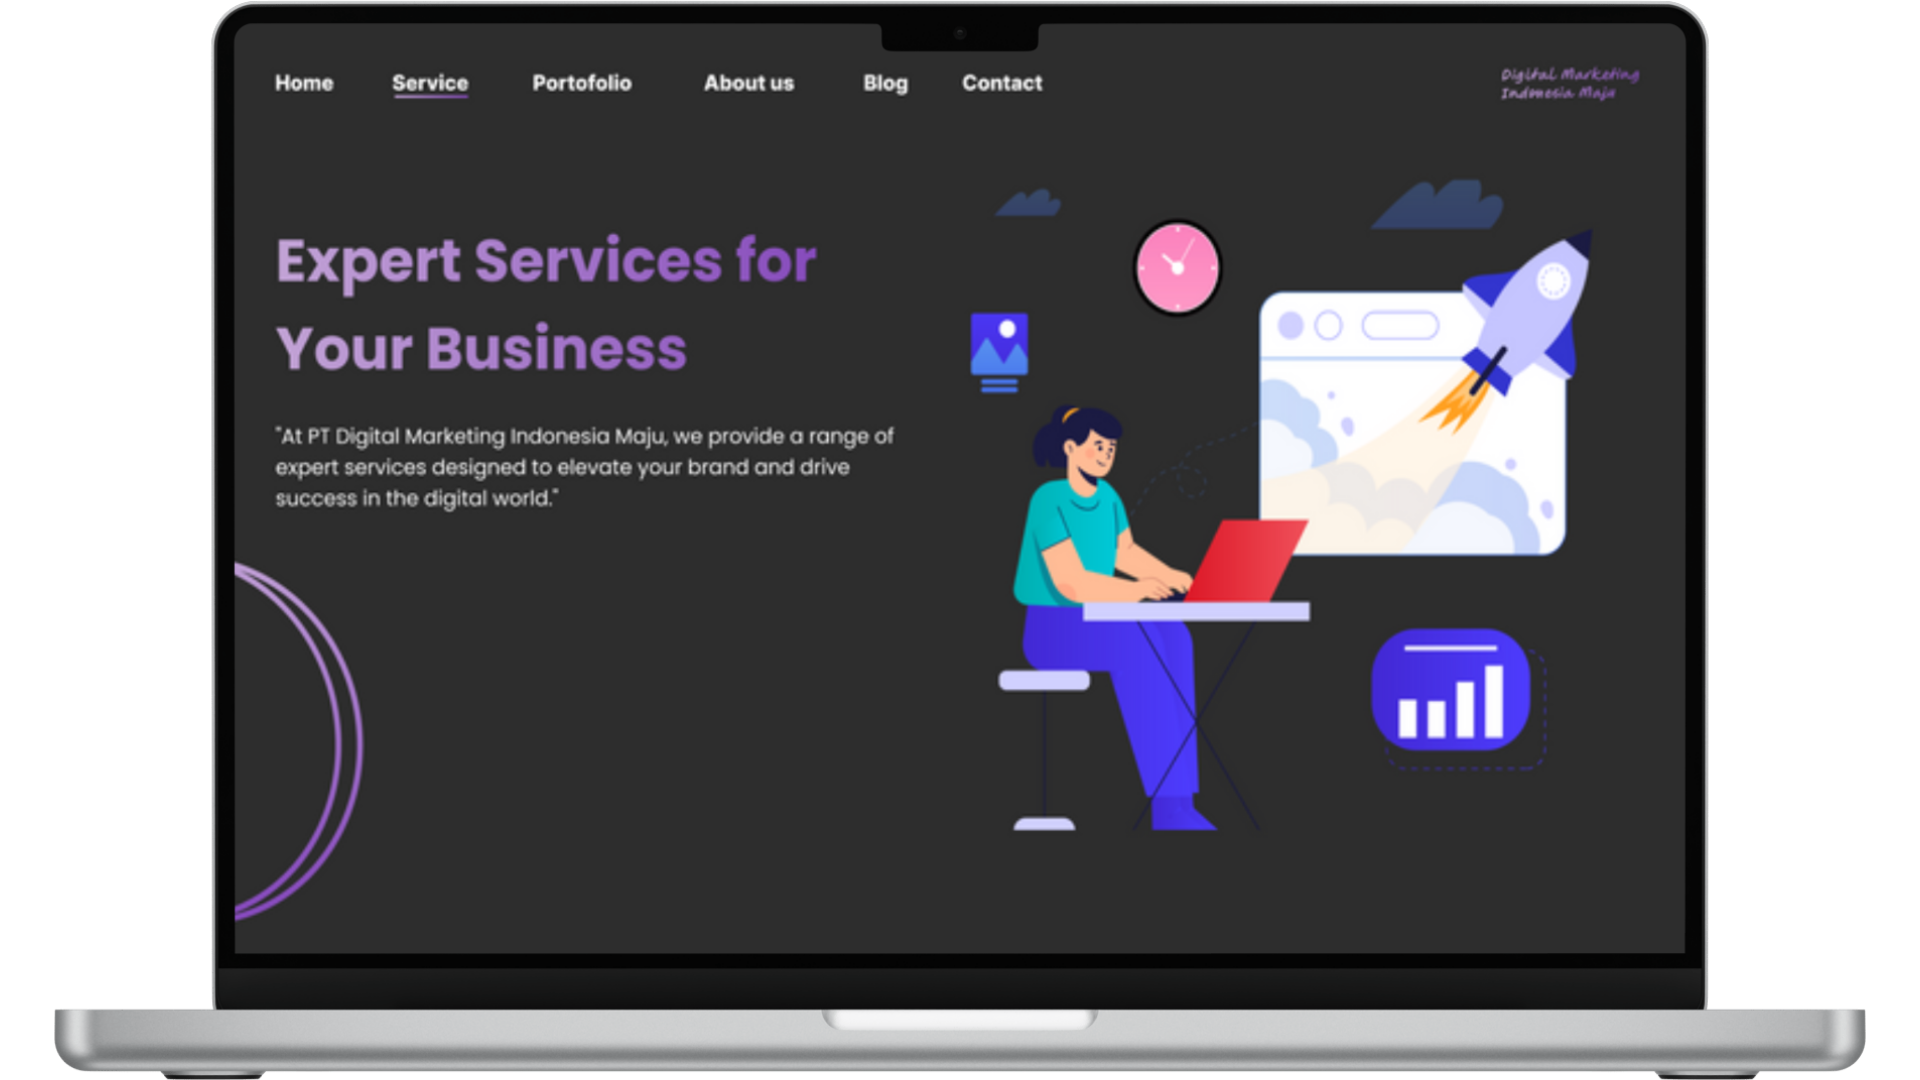 Home Service Portofolio About us Blog Contact
Digital Marketing
Indonesia Maju
Expert Services for
Your Business
"At PT Digital Marketing Indonesia Maju, we provide a range of
expert services designed to elevate your brand and drive
success in the digital world."